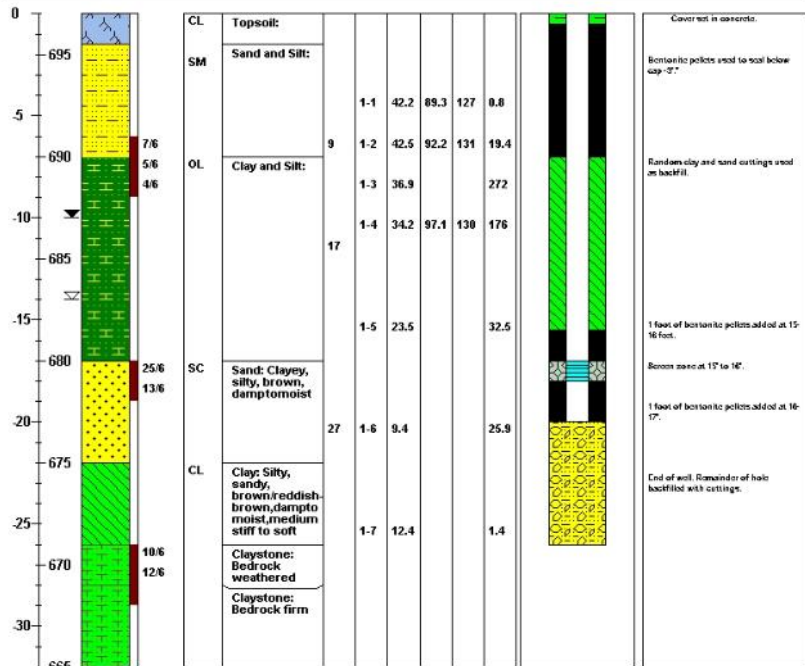 0
CL
Topsoil:
Cover set in concrete.
695
SM
Sand and Silt:
Bentonite pellets used to seal below
cap -3'."
-5
1-1 42.2 89.3 127 0.8
7/6
9 1-2 42.5 92.2 131 19.4
690
5/6
OL
Clay and Silt:
Random clay and sand cuttings used
as backfill.
4/6
1-3 36.9 272
-10
1-4 34.2 97.1 130 176
17
685
-15
1-5 23.5 32.5
1 foot of bentonite pellets added at 15-
16 feet.
680
25/6
SC
Sand: Clayey,
silty, brown,
damptomoist
Screen zone at 15" to 16".
13/6
1 foot of bentonite pellets added at 16-
17'.
-20
27 1-6 9.4 25.9
675
CL
Clay: Silty,
sandy,
brown/reddish-
brown,dampto
moist,medium
stiff to soft
End of well. Remainder of hole
backfilled with cuttings.
-25
1-7 12.4 1.4
670
10/6
12/6
Claystone:
Bedrock
weathered
Claystone:
Bedrock firm
-30
665